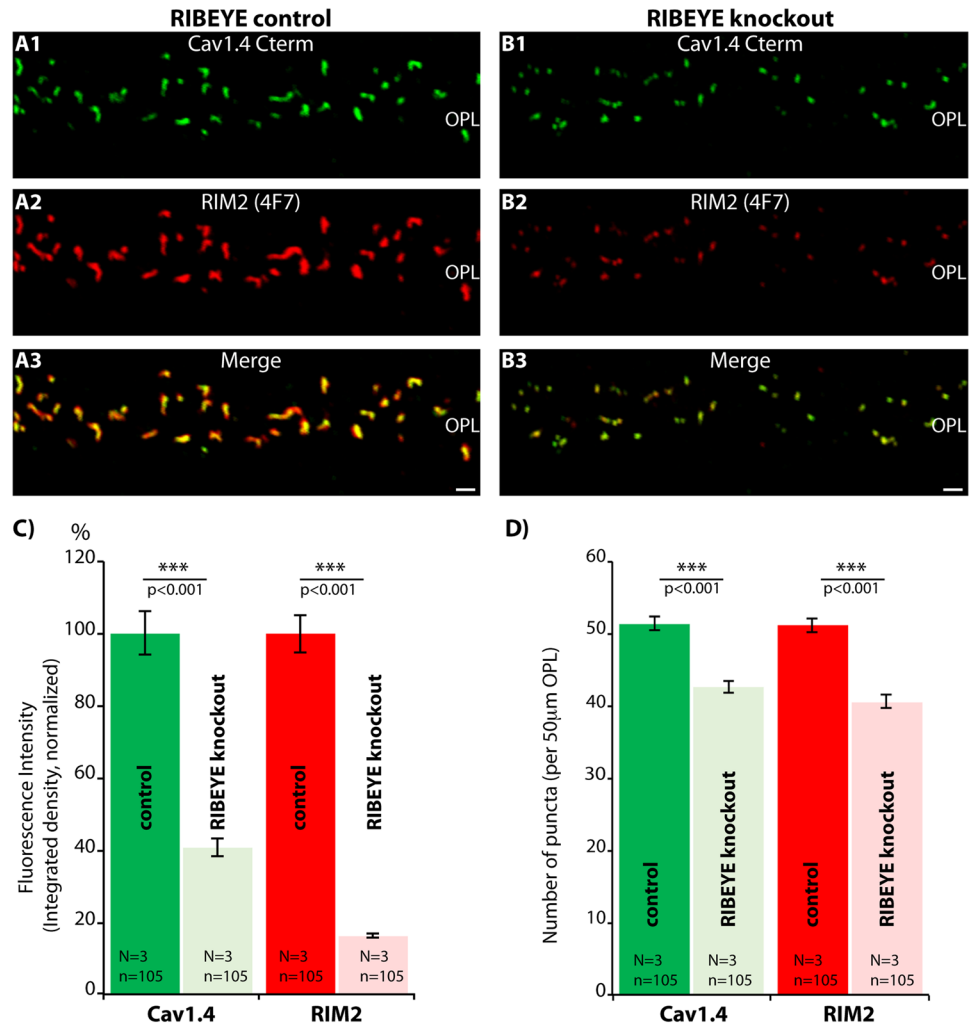 RIBEYE control
RIBEYE knockout
A1
Cav1.4 Cterm
OPL
B1
Cav1.4 Cterm
OPL
A2
RIM2 (4F7)
OPL
B2
RIM2 (4F7)
OPL
A3
Merge
OPL
B3
Merge
OPL
C)
%
120
100
80
60
40
20
0
Fluorescence Intensity
(Integrated density, normalized)
***
p<0.001
***
p<0.001
control
RIBEYE knockout
control
RIBEYE knockout
N=3
n=105
N=3
n=105
N=3
n=105
N=3
n=105
Cav1.4
RIM2
D)
60
50
40
30
20
10
0
Number of puncta (per 50μm OPL)
***
p<0.001
***
p<0.001
control
RIBEYE knockout
control
RIBEYE knockout
N=3
n=105
N=3
n=105
N=3
n=105
N=3
n=105
Cav1.4
RIM2